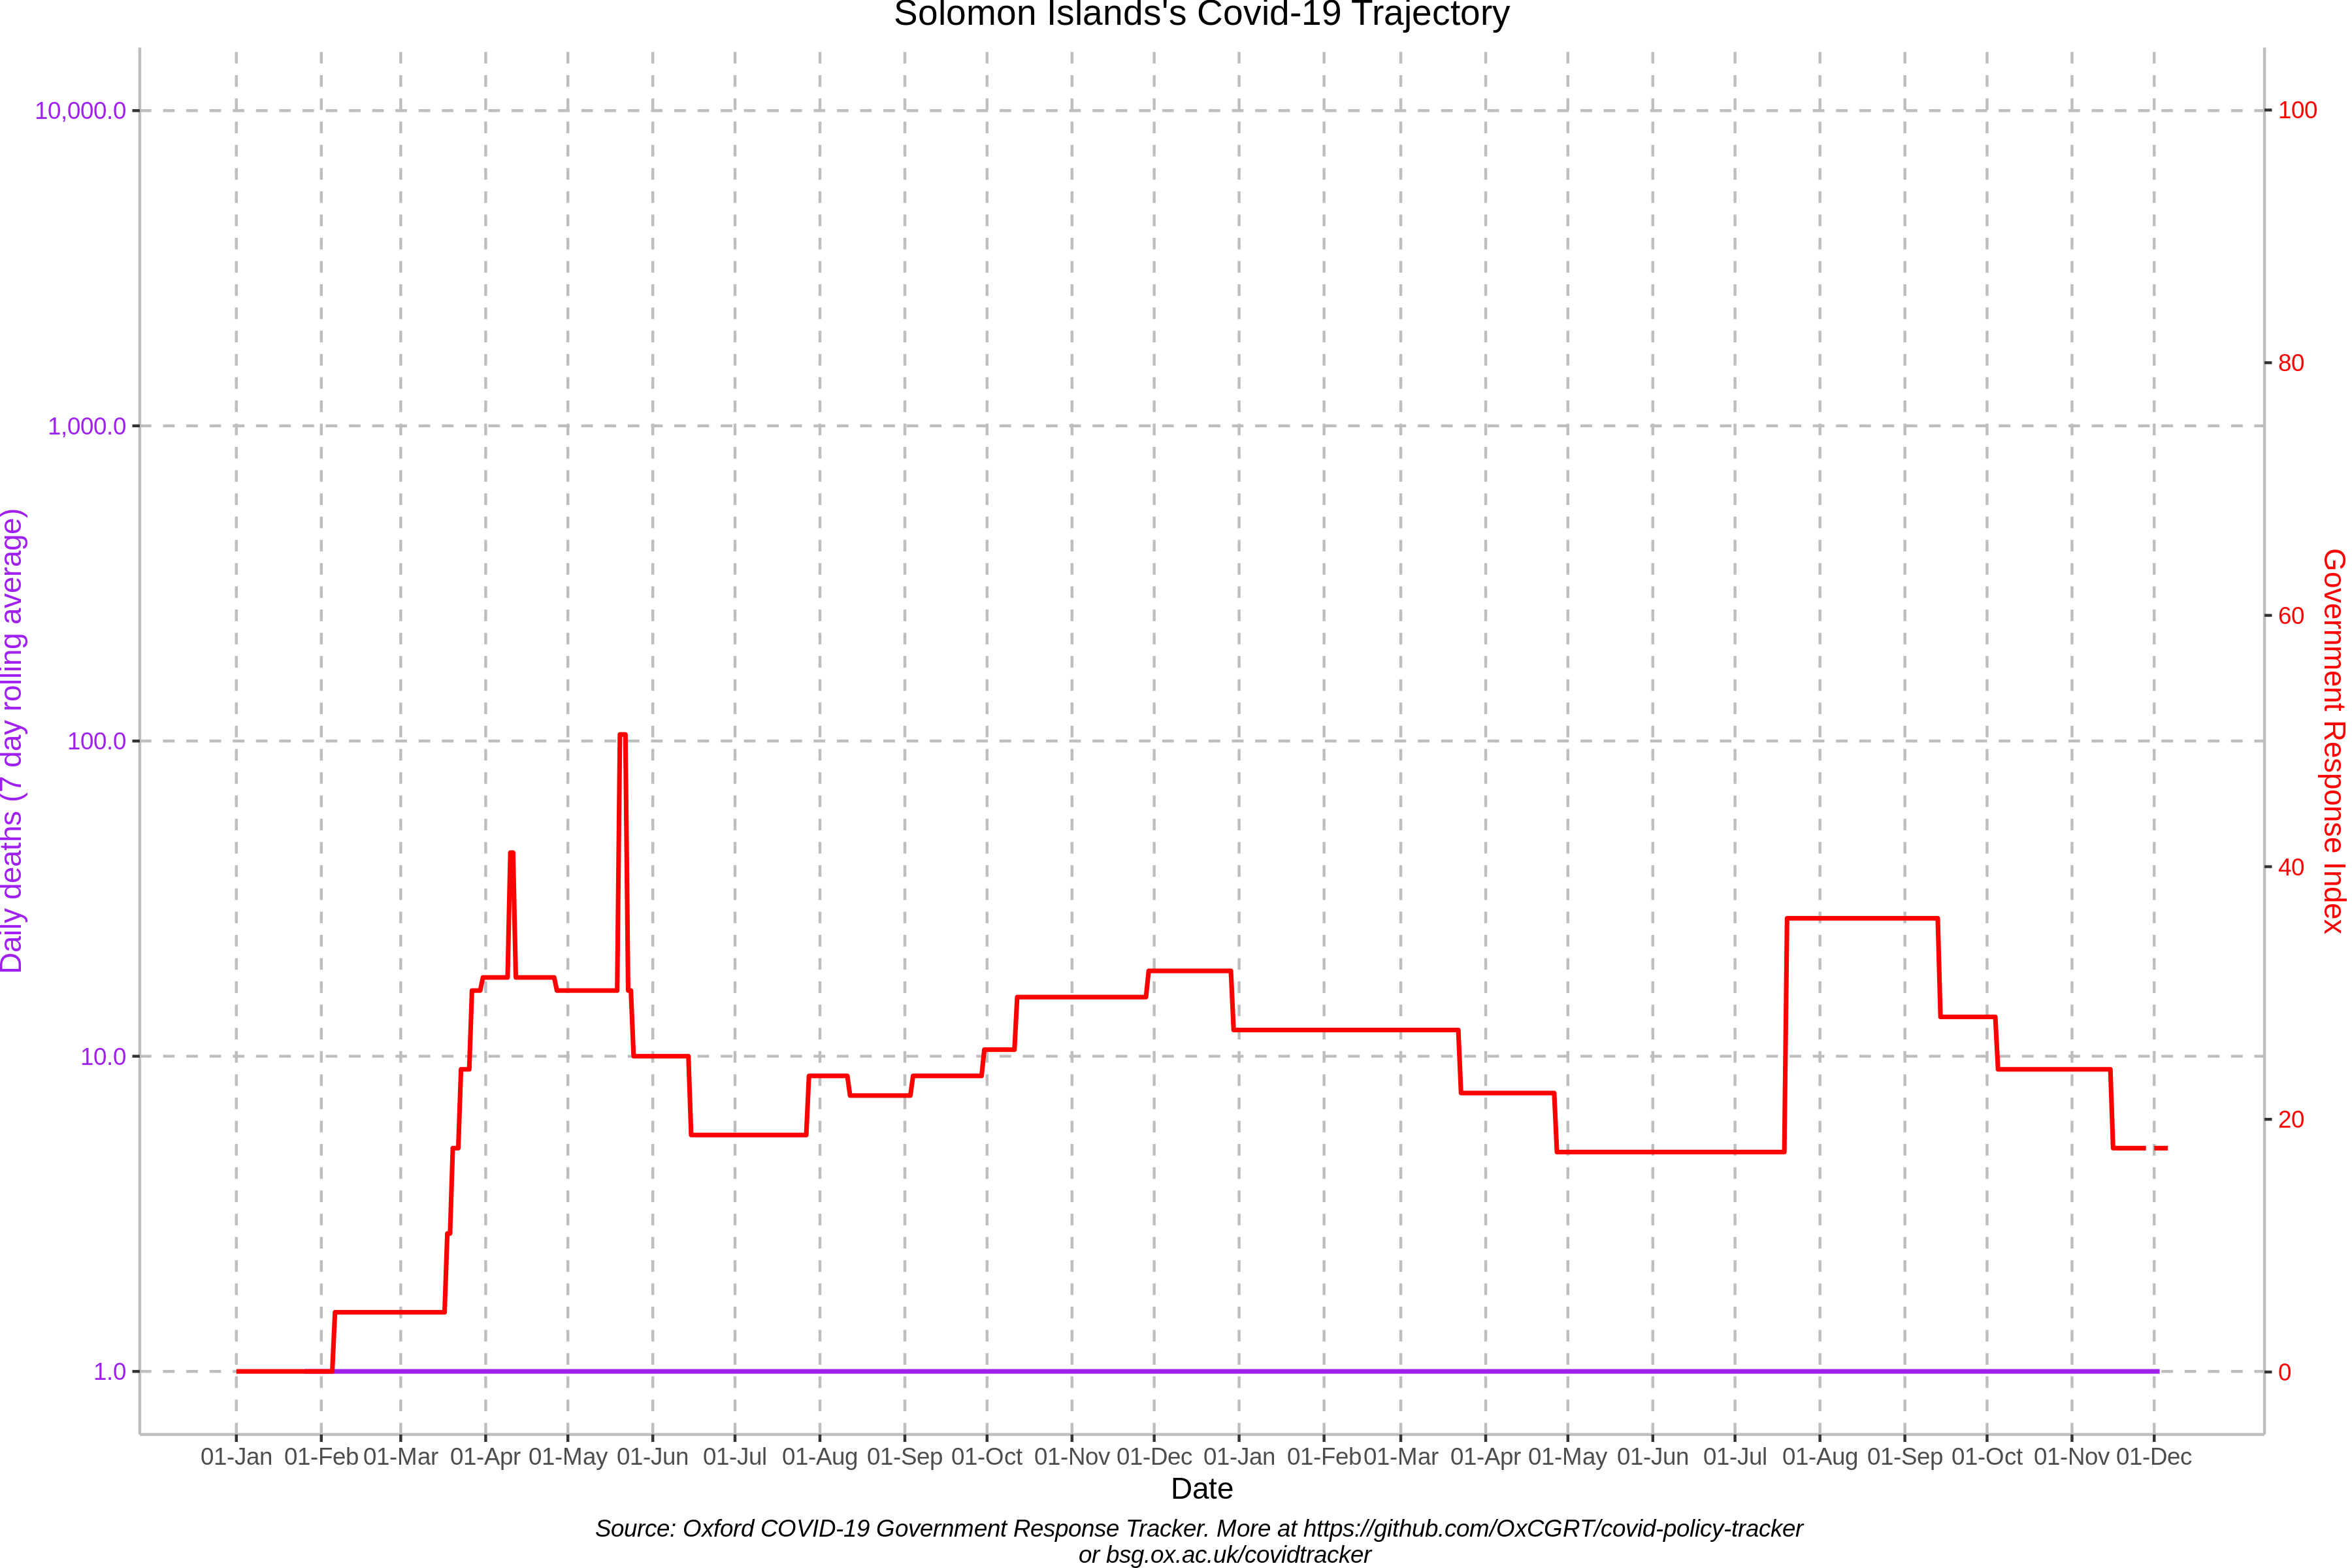 Solomon Islands's Covid-19 Trajectory
10,000.0
1,000.0
100.0
10.0
1.0
Daily deaths (7 day rolling average)
100
80
60
40
20
0
Government Response Index
01-Jan 01-Feb 01-Mar 01-Apr 01-May 01-Jun 01-Jul 01-Aug 01-Sep 01-Oct 01-Nov 01-Dec 01-Jan 01-Feb 01-Mar 01-Apr 01-May 01-Jun 01-Jul 01-Aug 01-Sep 01-Oct 01-Nov 01-Dec
Date
Source: Oxford COVID-19 Government Response Tracker. More at https://github.com/OxCGRT/covid-policy-tracker
or bsg.ox.ac.uk/covidtracker